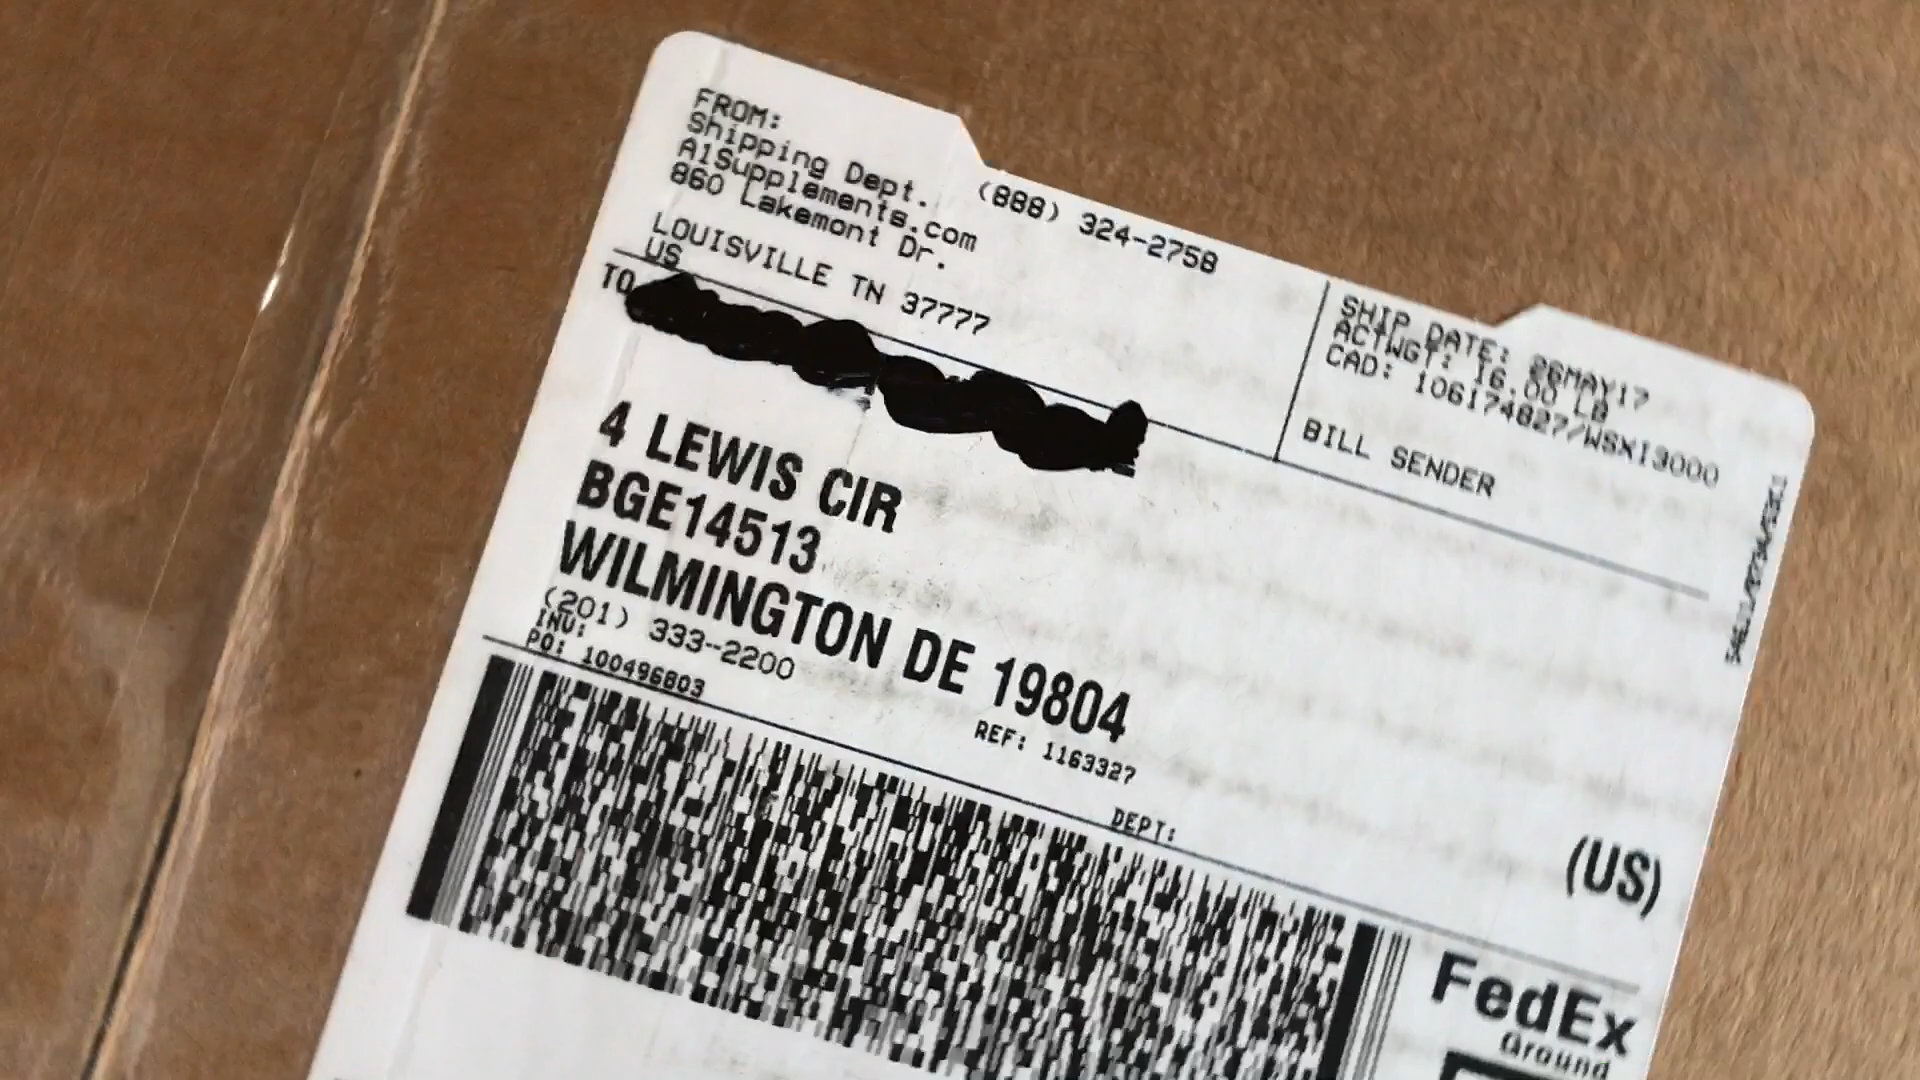 FROM:
Shipping Dept.
A1Supplements.com
860 Lakemont Dr.
(888) 324-2758
LOUISVILLE TN 37777
US
SHIP DATE: 26MAY17
ACTWGT: 16.00 LB
CAD: 106174827/WSXI3000
BILL SENDER
TO
4 LEWIS CIR
BGE14513
WILMINGTON DE 19804
(201) 333-2200
INV:
PO: 100496803
REF: 1163327
DEPT:
(US)
FedEx
Ground